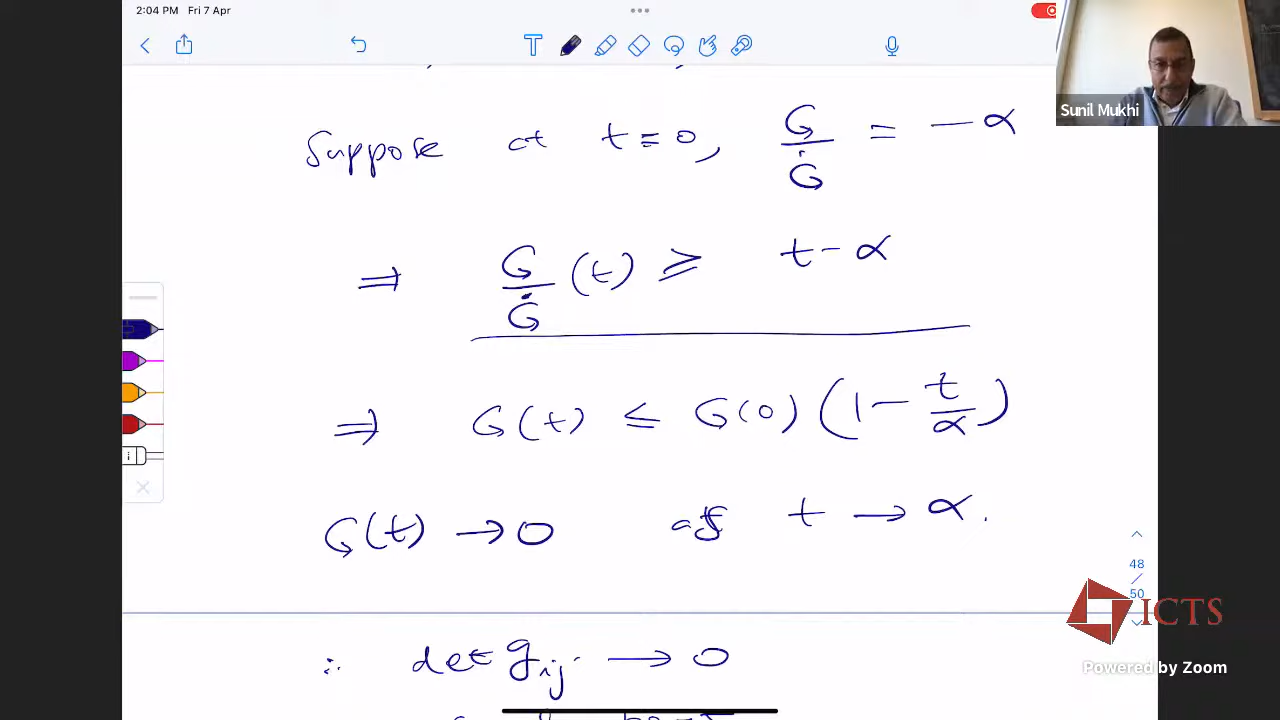 2:04 PM Fri 7 Apr
Sunil Mukhi
Suppose at t = 0, G/Ġ = −α
⇒ G/Ġ (t) ≥ t − α
⇒ G(t) ≤ G(0) (1 − t/α)
G(t) → 0 as t → α.
48
/
50
ICTS
∴ det gij → 0
Powered by Zoom